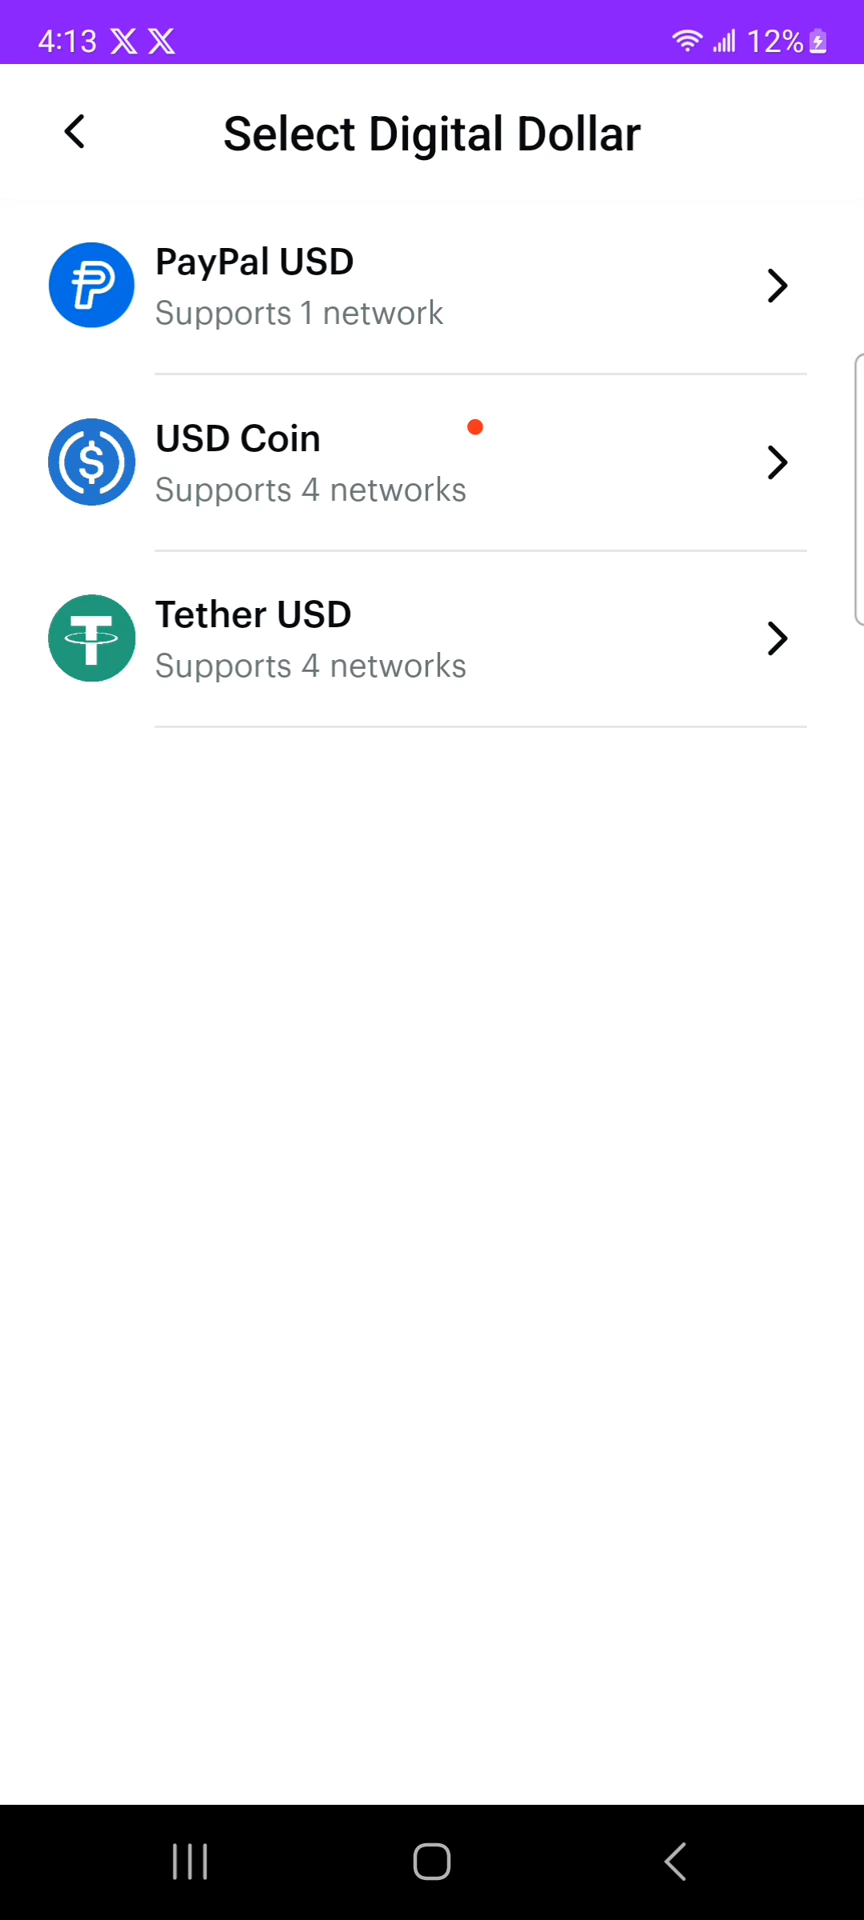 4:13
12%
Select Digital Dollar
PayPal USD
Supports 1 network
USD Coin
Supports 4 networks
Tether USD
Supports 4 networks